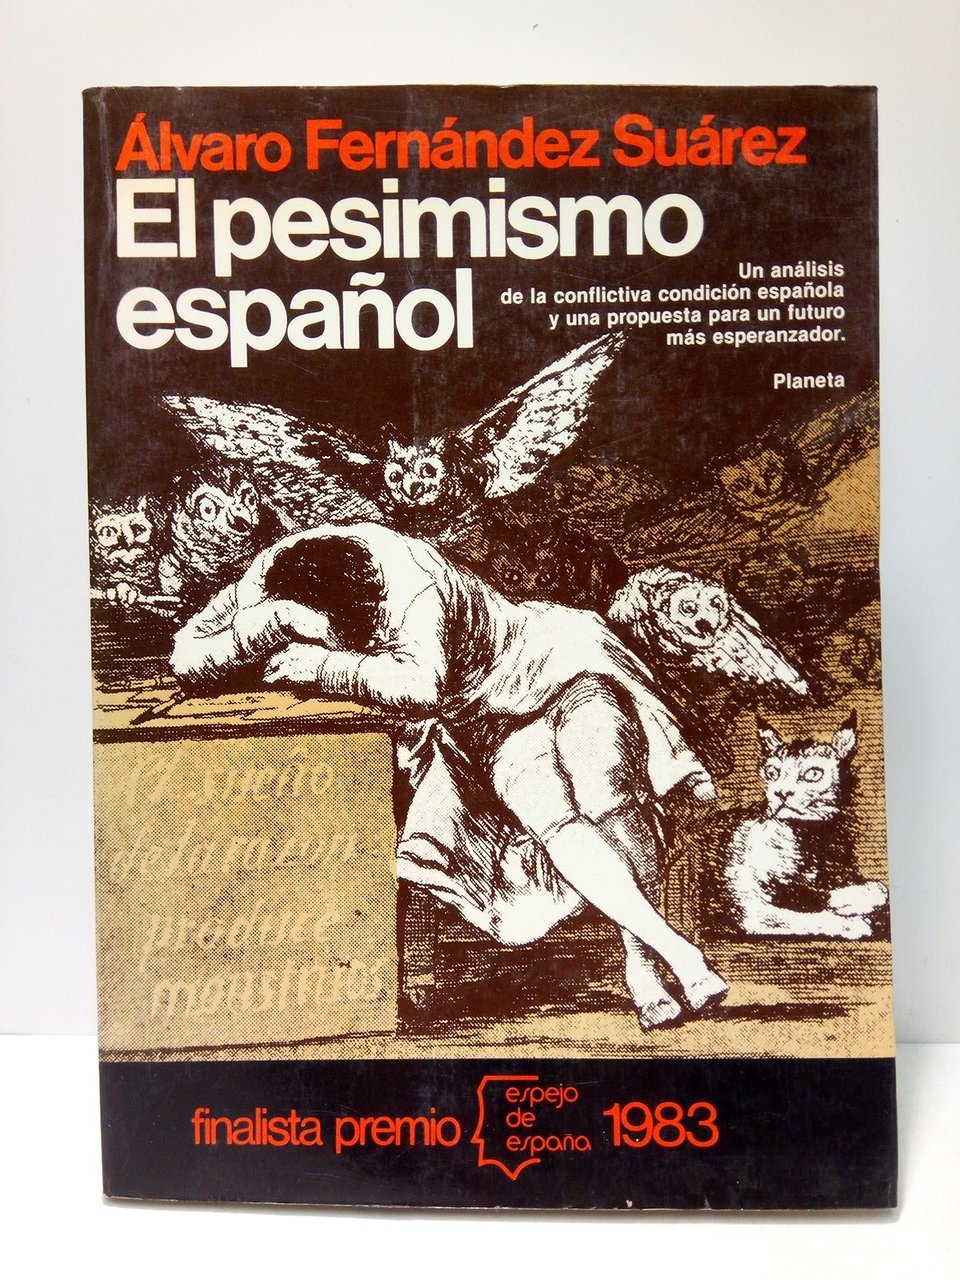 Álvaro Fernández Suárez
El pesimismo
español
Un análisis
de la conflictiva condición española
y una propuesta para un futuro
más esperanzador.
Planeta
El sueño
de la razon
produce
monstruos
finalista premio espejo de españa 1983